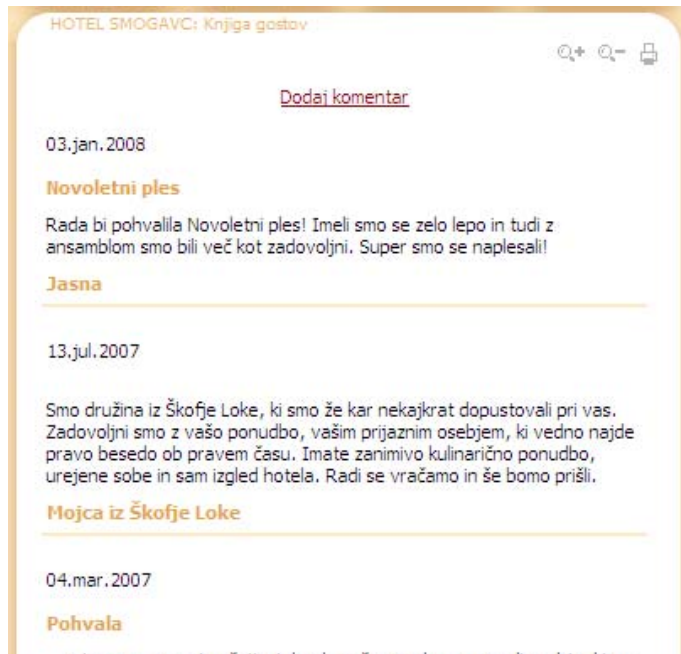 HOTEL SMOGAVC: Knjiga gostov
Dodaj komentar
03.jan.2008
Novoletni ples
Rada bi pohvalila Novoletni ples! Imeli smo se zelo lepo in tudi z
ansamblom smo bili več kot zadovoljni. Super smo se naplesali!
Jasna
13.jul.2007
Smo družina iz Škofje Loke, ki smo že kar nekajkrat dopustovali pri vas.
Zadovoljni smo z vašo ponudbo, vašim prijaznim osebjem, ki vedno najde
pravo besedo ob pravem času. Imate zanimivo kulinarično ponudbo,
urejene sobe in sam izgled hotela. Radi se vračamo in še bomo prišli.
Mojca iz Škofje Loke
04.mar.2007
Pohvala